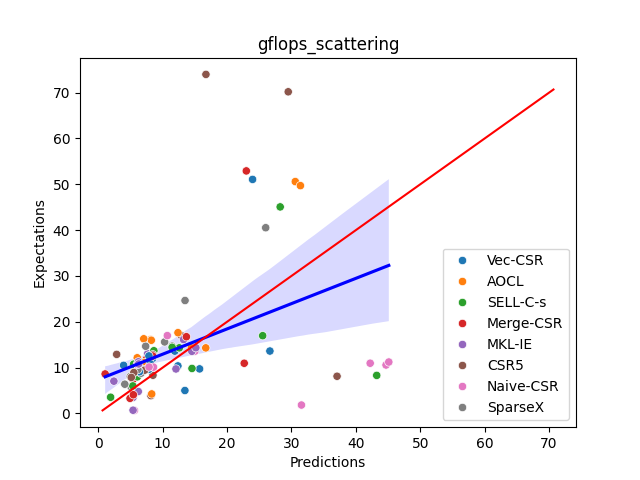 gflops_scattering
70
60
50
40
30
20
10
0
Expectations
0 10 20 30 40 50 60 70
Predictions
Vec-CSR
AOCL
SELL-C-s
Merge-CSR
MKL-IE
CSR5
Naive-CSR
SparseX